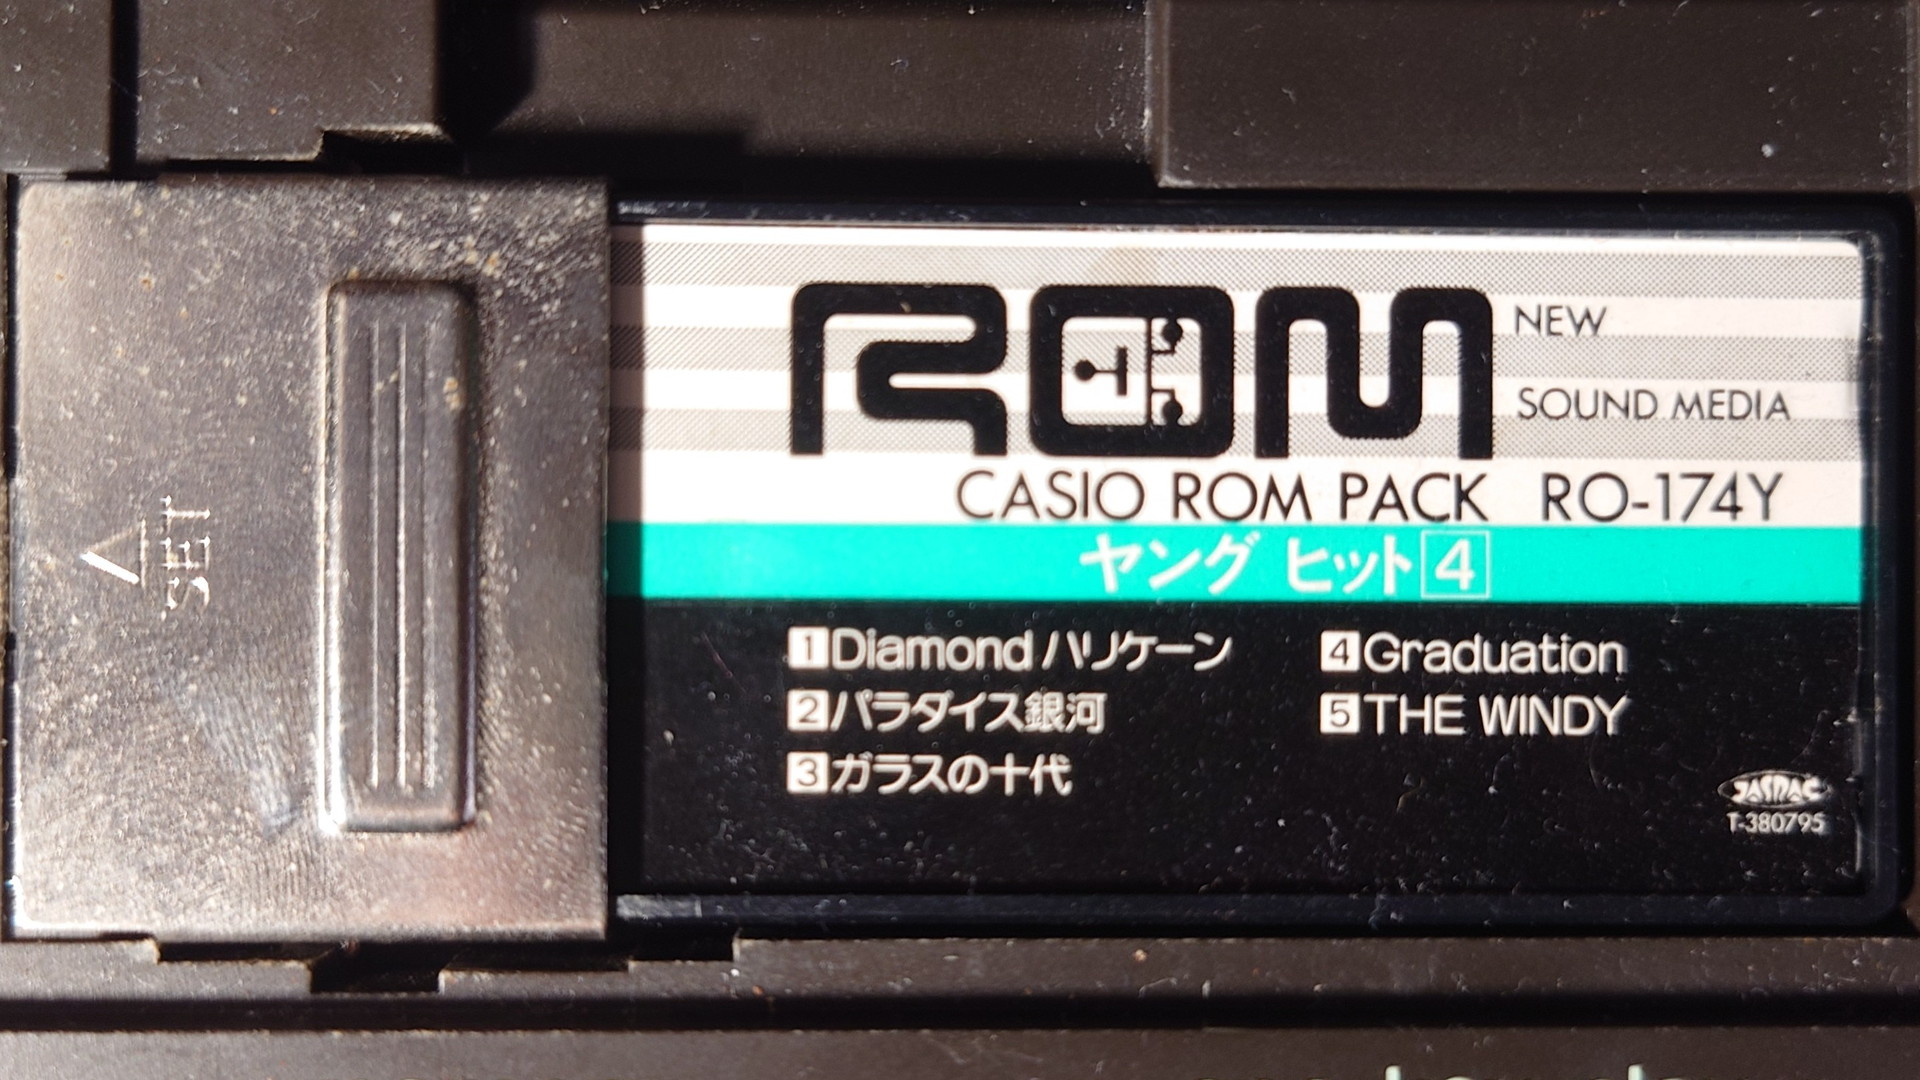 SET
ROM
NEW
SOUND MEDIA
CASIO ROM PACK RO-174Y
ヤング ヒット4
1 Diamond ハリケーン
2 パラダイス銀河
3 ガラスの十代
4 Graduation
5 THE WINDY
JASRAC
T-380795